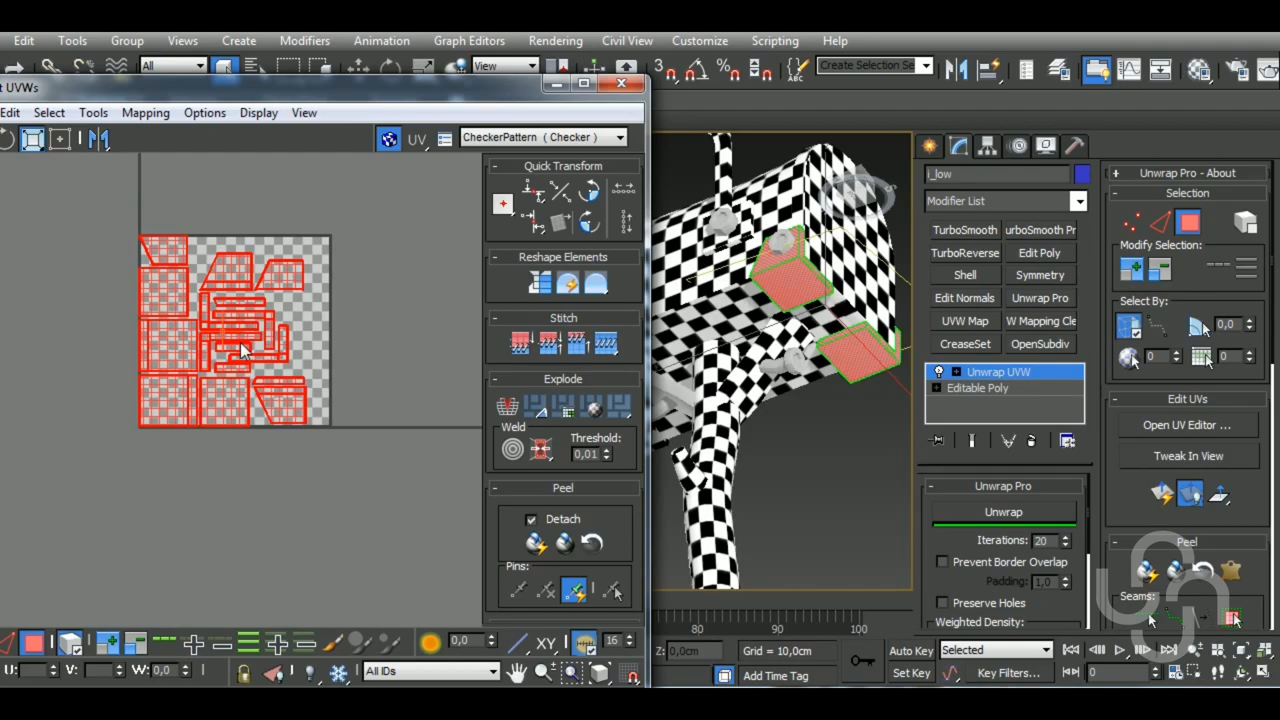 Edit Tools Group Views Create Modifiers Animation Graph Editors Rendering Civil View Customize Scripting Help
All View Create Selection Se
t UVWs
Edit Select Tools Mapping Options Display View
UV CheckerPattern ( Checker )
- Quick Transform
- Reshape Elements
- Stitch
- Explode
Weld
Threshold:
0,01
- Peel
Detach
Pins:
0,0 XY 16
U: V: W: 0,0 All IDs
80 90 100
Z: 0,0cm Grid = 10,0cm Auto Key Selected
Add Time Tag Set Key Key Filters... 0
i_low
Modifier List
TurboSmooth urboSmooth Pr
TurboReverse Edit Poly
Shell Symmetry
Edit Normals Unwrap Pro
UVW Map W Mapping Cle
CreaseSet OpenSubdiv
Unwrap UVW
Editable Poly
- Unwrap Pro
Unwrap
Iterations: 20
Prevent Border Overlap
Padding: 1,0
Preserve Holes
Weighted Density:
+ Unwrap Pro - About
- Selection
Modify Selection:
Select By:
0,0
0 0
- Edit UVs
Open UV Editor ...
Tweak In View
- Peel
Seams: